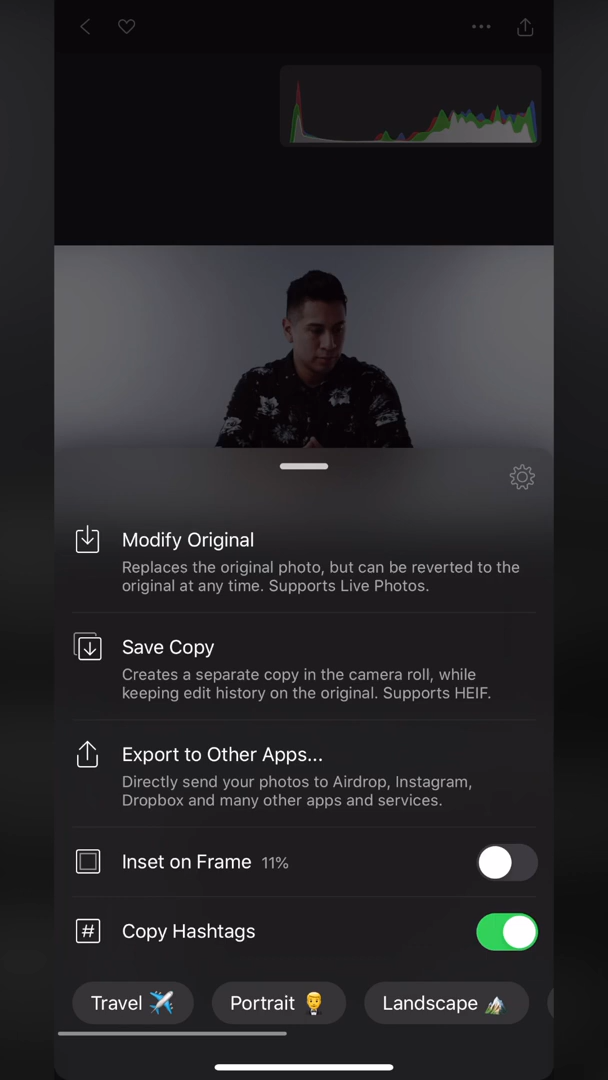 Modify Original
Replaces the original photo, but can be reverted to the
original at any time. Supports Live Photos.
Save Copy
Creates a separate copy in the camera roll, while
keeping edit history on the original. Supports HEIF.
Export to Other Apps...
Directly send your photos to Airdrop, Instagram,
Dropbox and many other apps and services.
Inset on Frame 11%
# Copy Hashtags
Travel ✈️ Portrait 👨‍💼 Landscape ⛰️